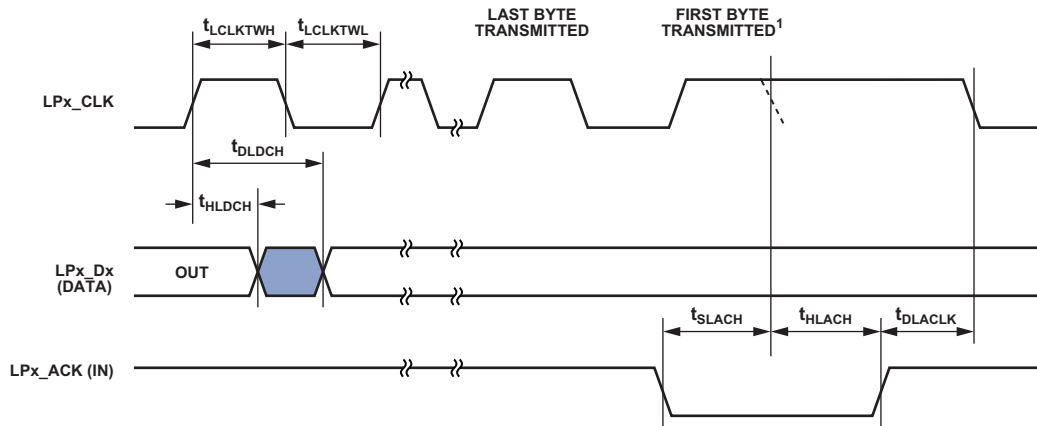 tLCLKTWH
tLCLKTWL
LAST BYTE
TRANSMITTED
FIRST BYTE
TRANSMITTED1
LPx_CLK
tDLDCH
tHLDCH
LPx_Dx
(DATA)
OUT
tSLACH
tHLACH
tDLACLK
LPx_ACK (IN)